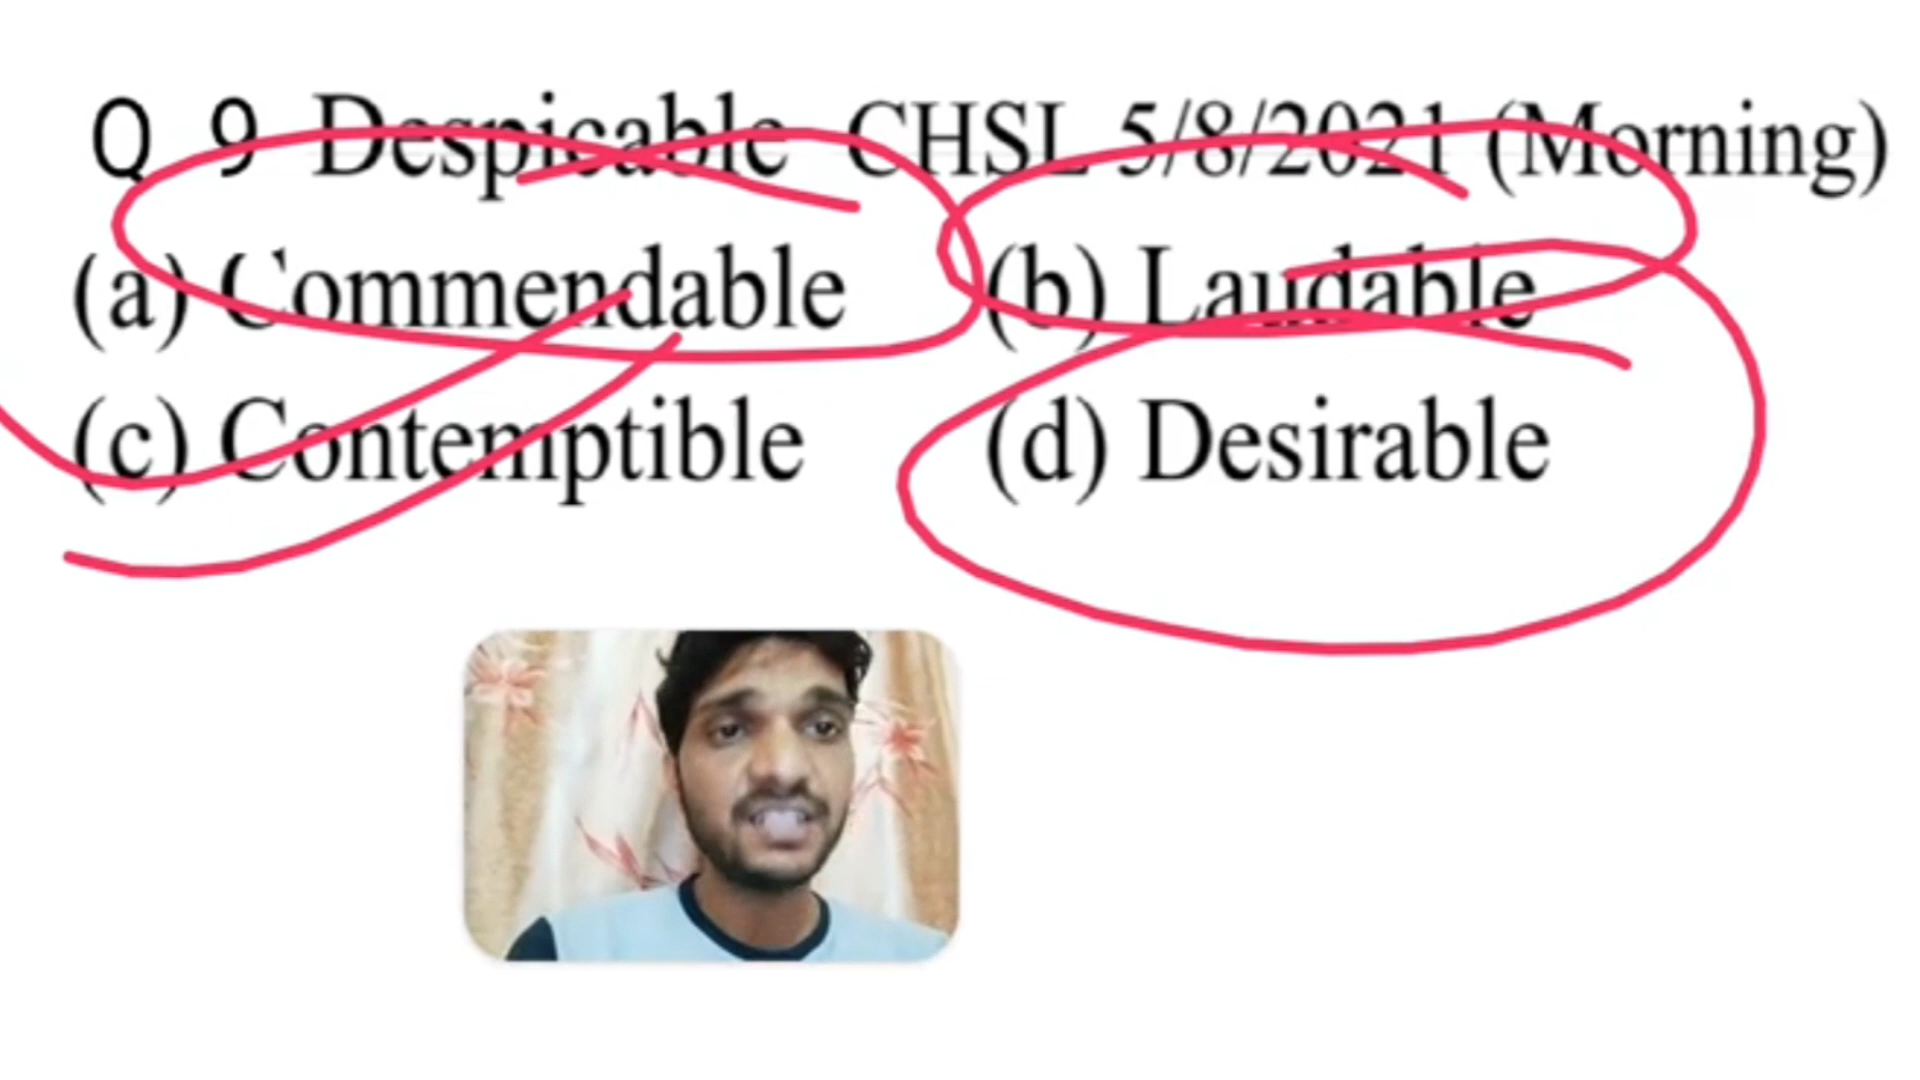 Q 9 Despicable CHSL 5/8/2021 (Morning)
(a) Commendable (b) Laudable
(c) Contemptible (d) Desirable